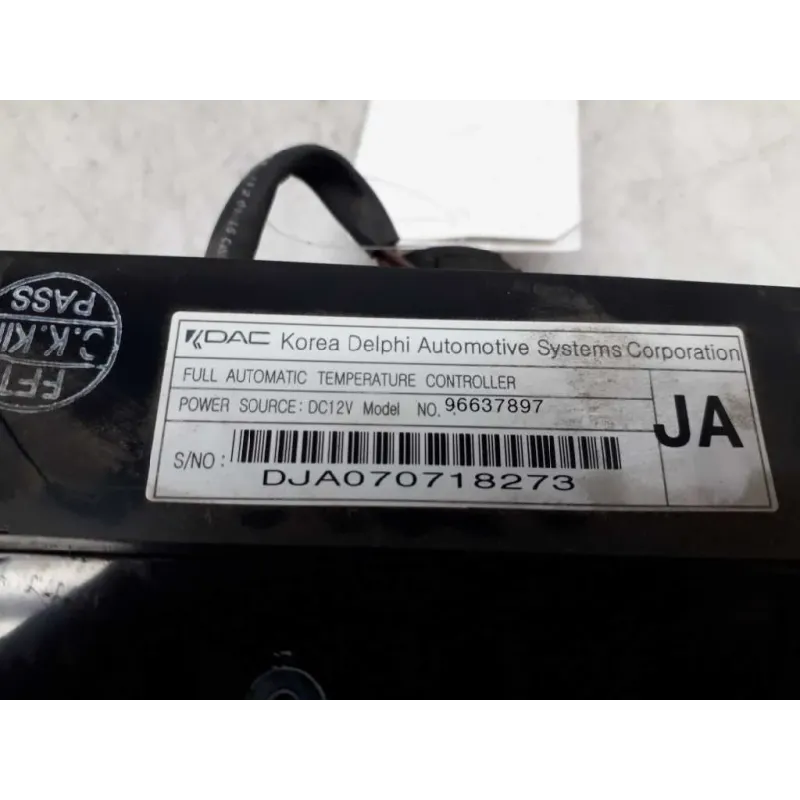 KDAC Korea Delphi Automotive Systems Corporation
FULL AUTOMATIC TEMPERATURE CONTROLLER
POWER SOURCE: DC12V Model NO. 96637897
JA
S/NO :
DJA070718273
PASS